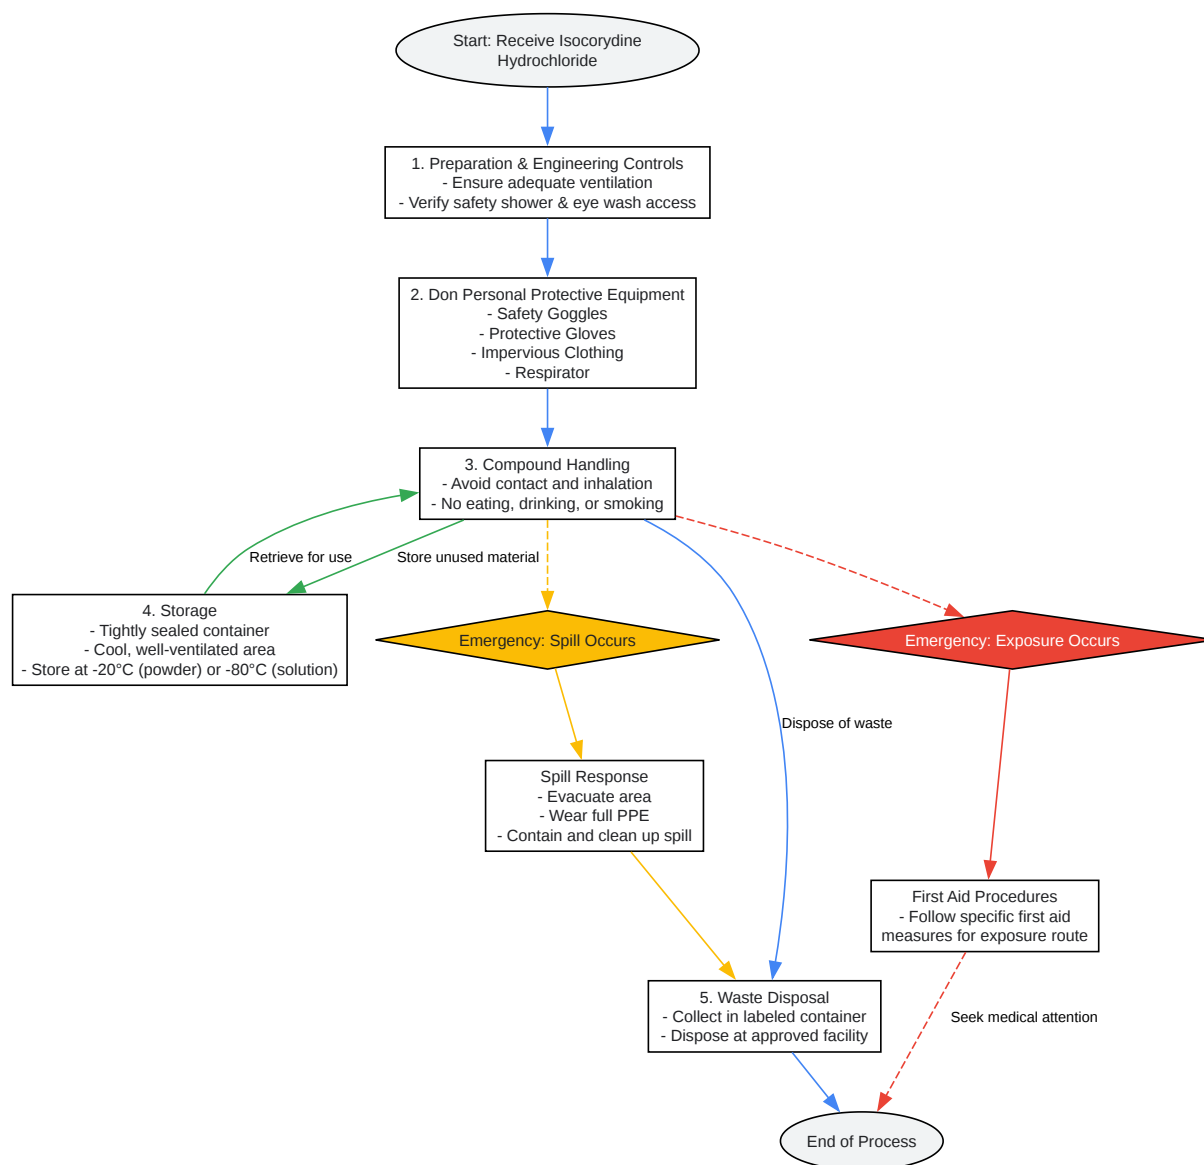 Start: Receive Isocorydine
Hydrochloride
1. Preparation & Engineering Controls
- Ensure adequate ventilation
- Verify safety shower & eye wash access
2. Don Personal Protective Equipment
- Safety Goggles
- Protective Gloves
- Impervious Clothing
- Respirator
3. Compound Handling
- Avoid contact and inhalation
- No eating, drinking, or smoking
Retrieve for use
Store unused material
4. Storage
- Tightly sealed container
- Cool, well-ventilated area
- Store at -20°C (powder) or -80°C (solution)
Emergency: Spill Occurs
Emergency: Exposure Occurs
Dispose of waste
Spill Response
- Evacuate area
- Wear full PPE
- Contain and clean up spill
First Aid Procedures
- Follow specific first aid
measures for exposure route
5. Waste Disposal
- Collect in labeled container
- Dispose at approved facility
Seek medical attention
End of Process